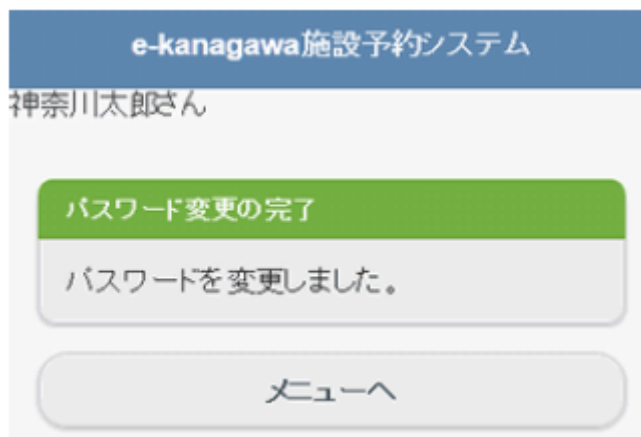 e-kanagawa施設予約システム
神奈川太郎さん
パスワード変更の完了
パスワードを変更しました。
メニューへ